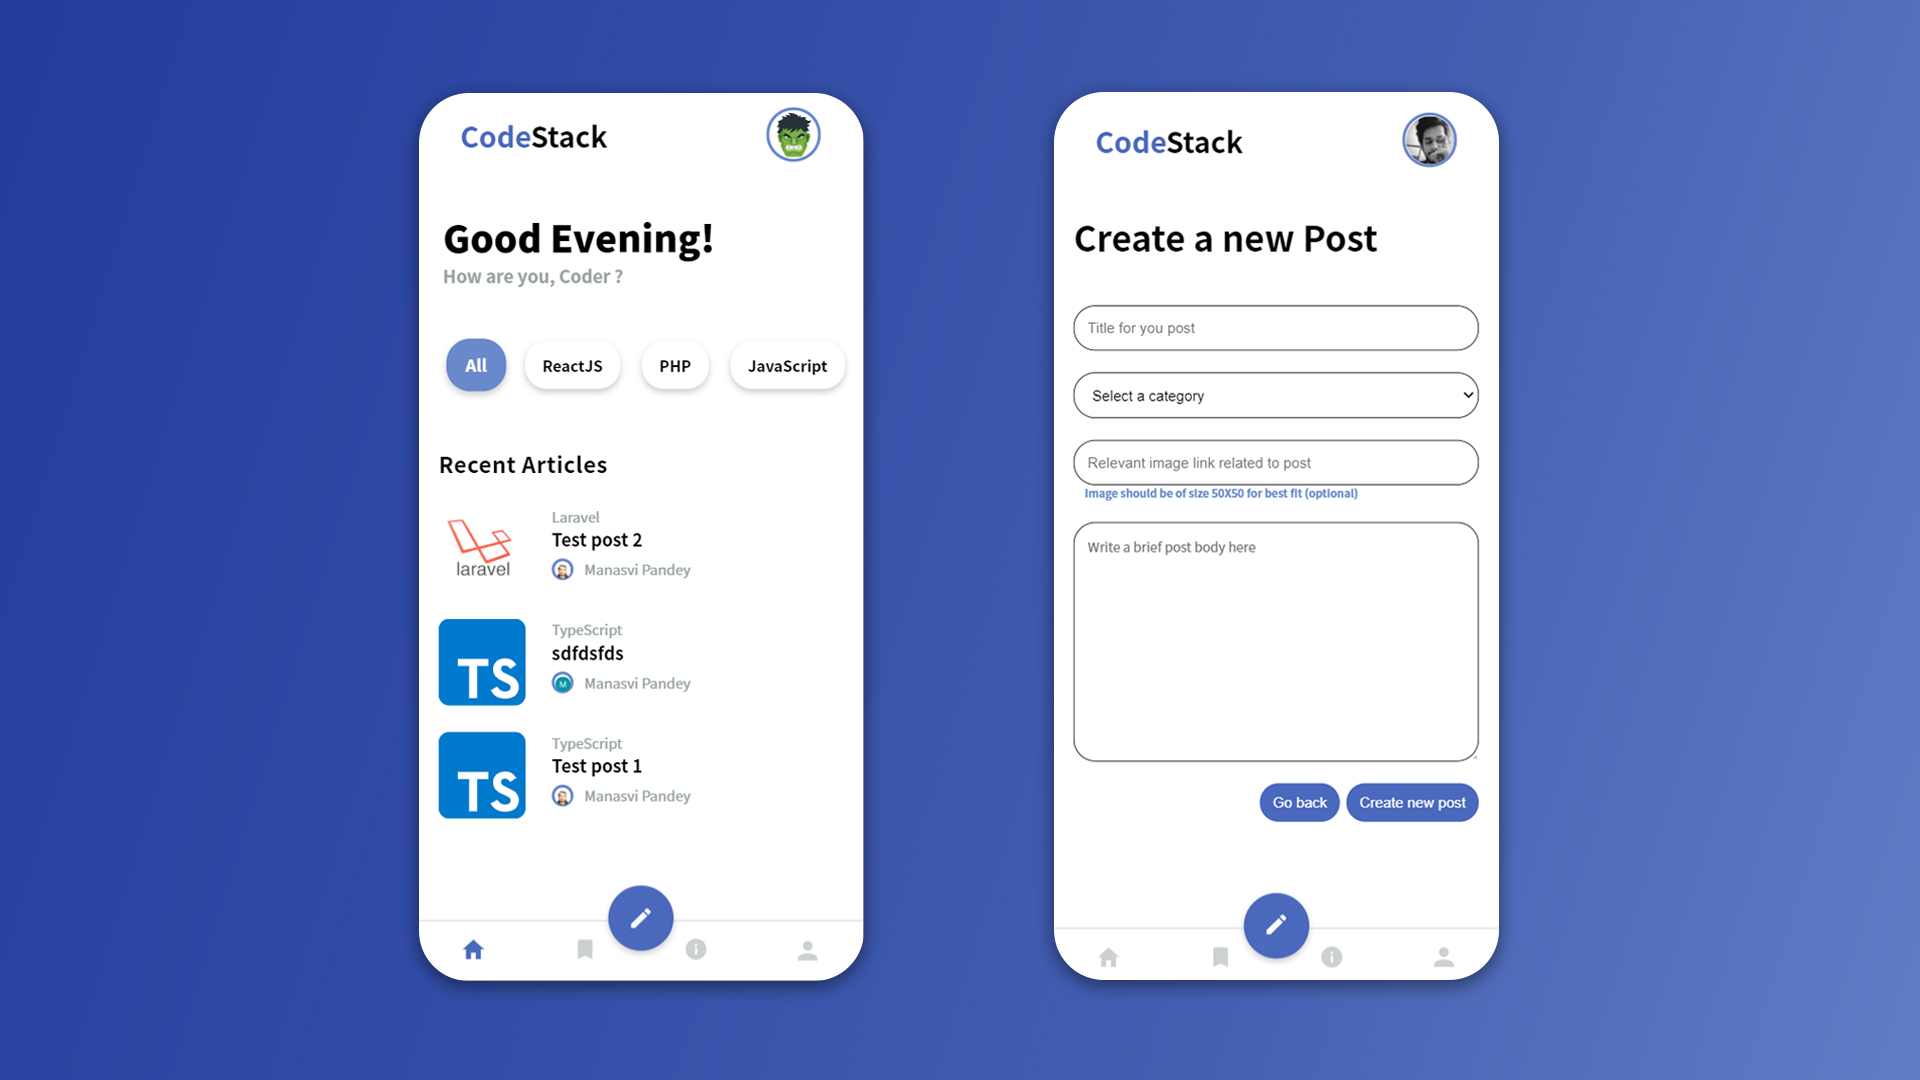 CodeStack
Good Evening!
How are you, Coder ?
All
ReactJS
PHP
JavaScript
Recent Articles
laravel
Laravel
Test post 2
Manasvi Pandey
TS
TypeScript
sdfdsfds
M
Manasvi Pandey
TS
TypeScript
Test post 1
Manasvi Pandey
CodeStack
Create a new Post
Title for you post
Select a category
Relevant image link related to post
Image should be of size 50X50 for best fit (optional)
Write a brief post body here
Go back
Create new post